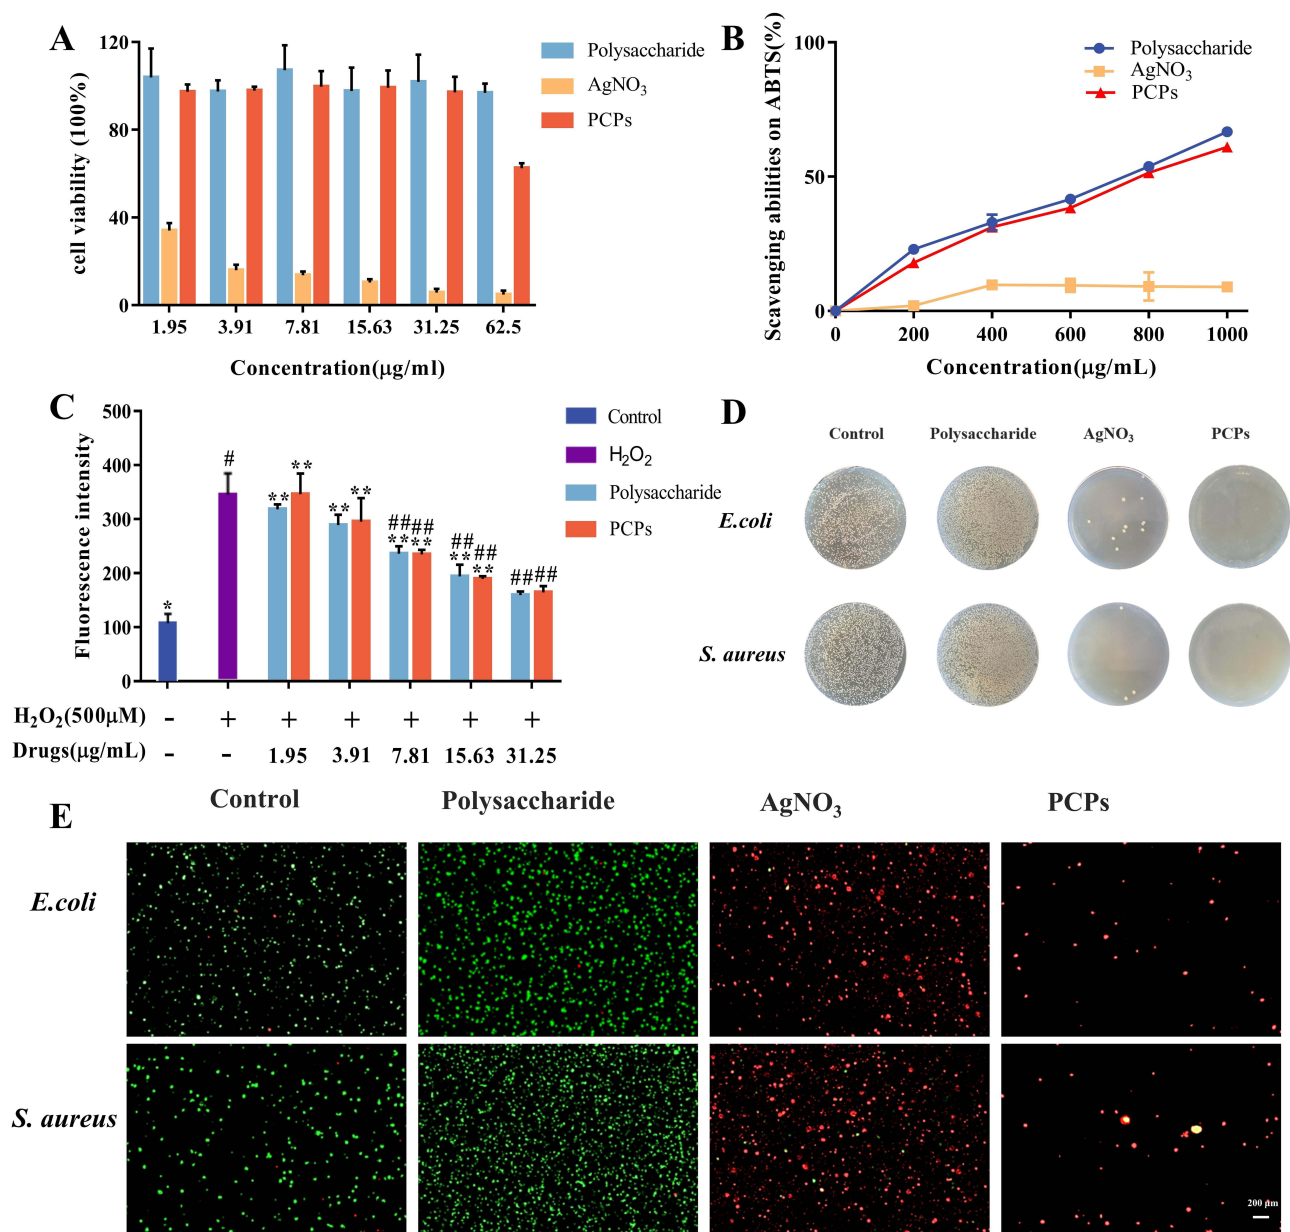 A
cell viability (100%)
120
80
40
0
1.95 3.91 7.81 15.63 31.25 62.5
Concentration(μg/ml)
Polysaccharide
AgNO₃
PCPs
B
Scavenging abilities on ABTS(%)
100
50
0
0 200 400 600 800 1000
Concentration(μg/mL)
Polysaccharide
AgNO₃
PCPs
C
Fluorescence intensity
500
400
300
200
100
0
* # ** ** ** ** ## ** ## ** ## ** ## ** ## ##
Control
H₂O₂
Polysaccharide
PCPs
H₂O₂(500μM) - + + + + + +
Drugs(μg/mL) - - 1.95 3.91 7.81 15.63 31.25
D
Control Polysaccharide AgNO₃ PCPs
E.coli
S. aureus
E
Control Polysaccharide AgNO₃ PCPs
E.coli
S. aureus
200 μm